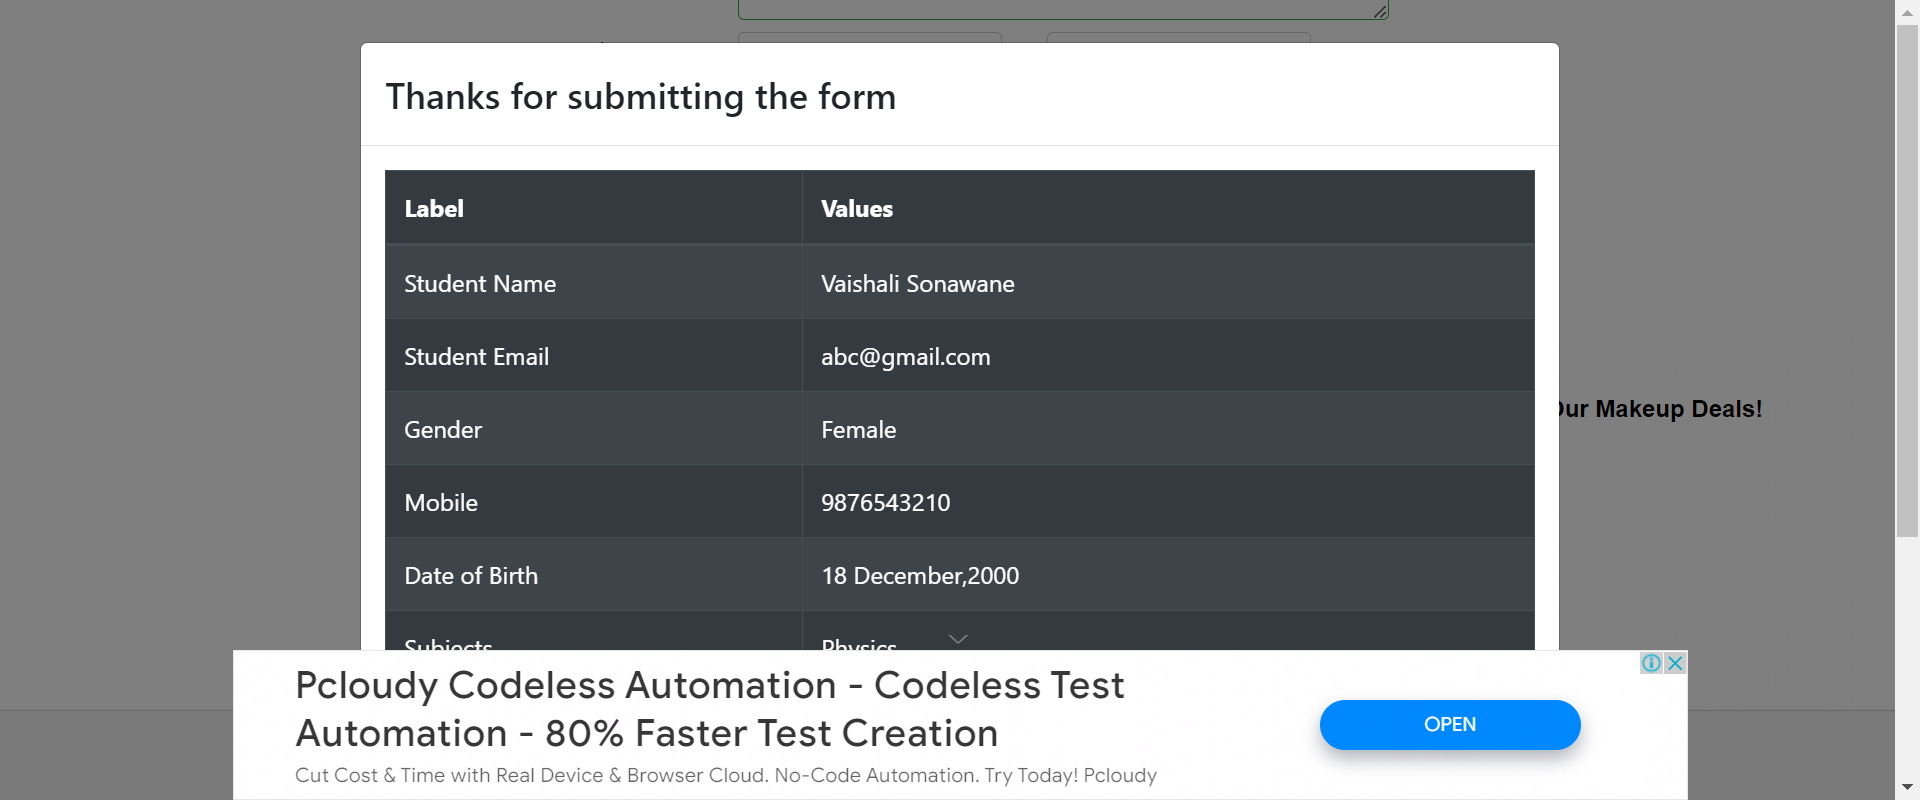 Thanks for submitting the form
Label Values
Student Name Vaishali Sonawane
Student Email abc@gmail.com
Gender Female
Mobile 9876543210
Date of Birth 18 December,2000
Subjects Physics
Our Makeup Deals!
Pcloudy Codeless Automation - Codeless Test
Automation - 80% Faster Test Creation
Cut Cost & Time with Real Device & Browser Cloud. No-Code Automation. Try Today! Pcloudy
OPEN